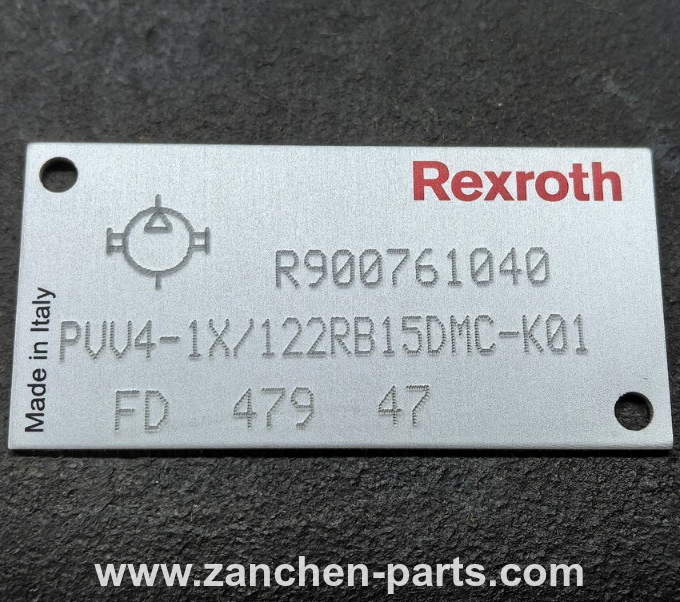 Rexroth
R900761040
PVV4-1X/122RB15DMC-K01
FD 479 47
Made in Italy
www.zanchen-parts.com